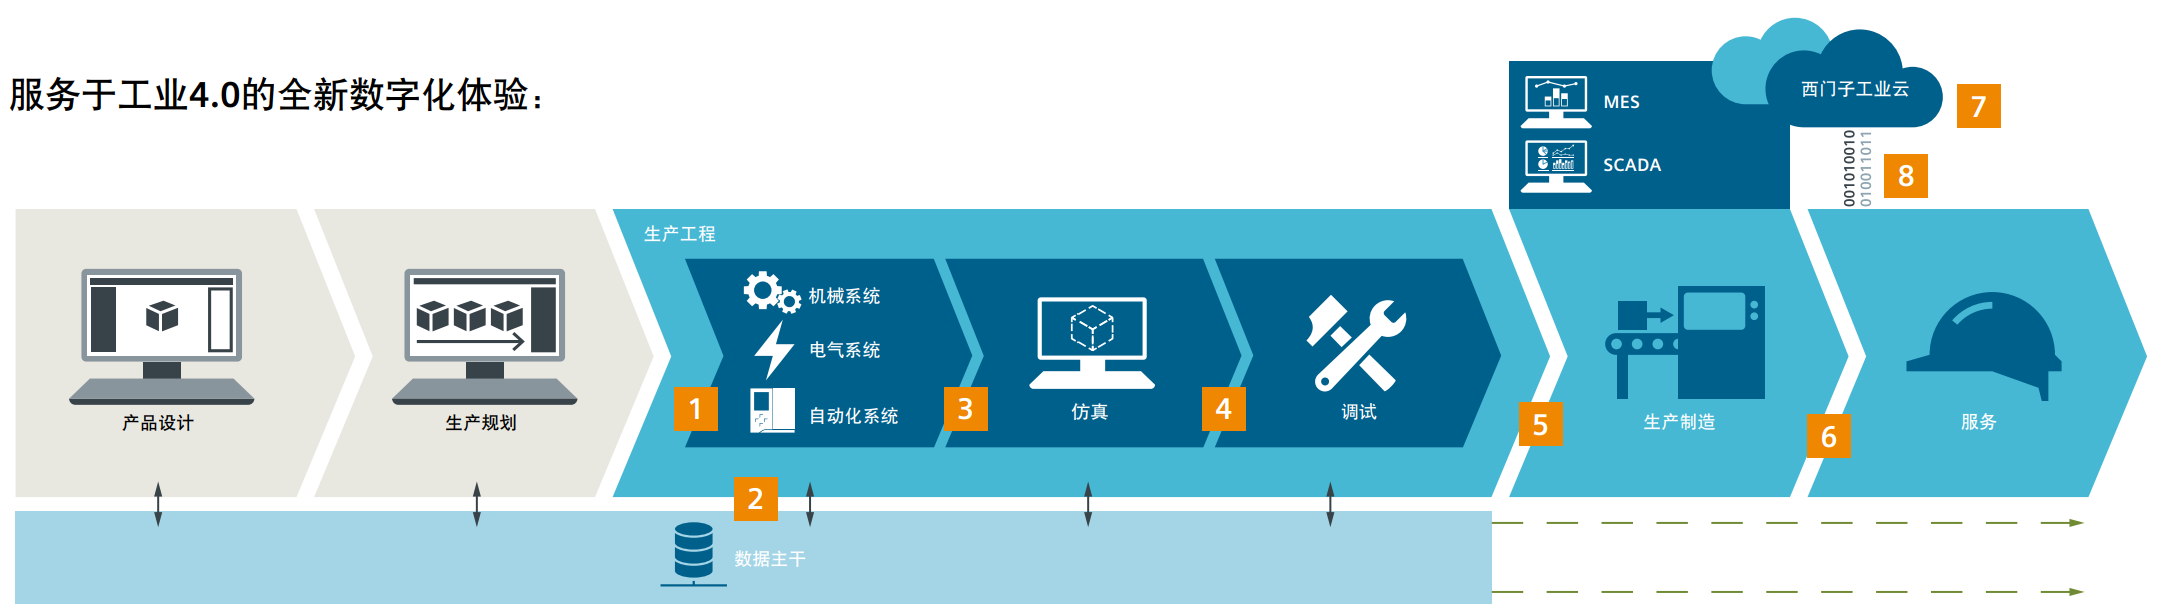 服务于工业4.0的全新数字化体验：
MES
SCADA
西门子工业云
7
001010010
010011011
8
生产工程
产品设计
生产规划
机械系统
电气系统
自动化系统
1
仿真
3
调试
4
生产制造
5
服务
6
2
数据主干